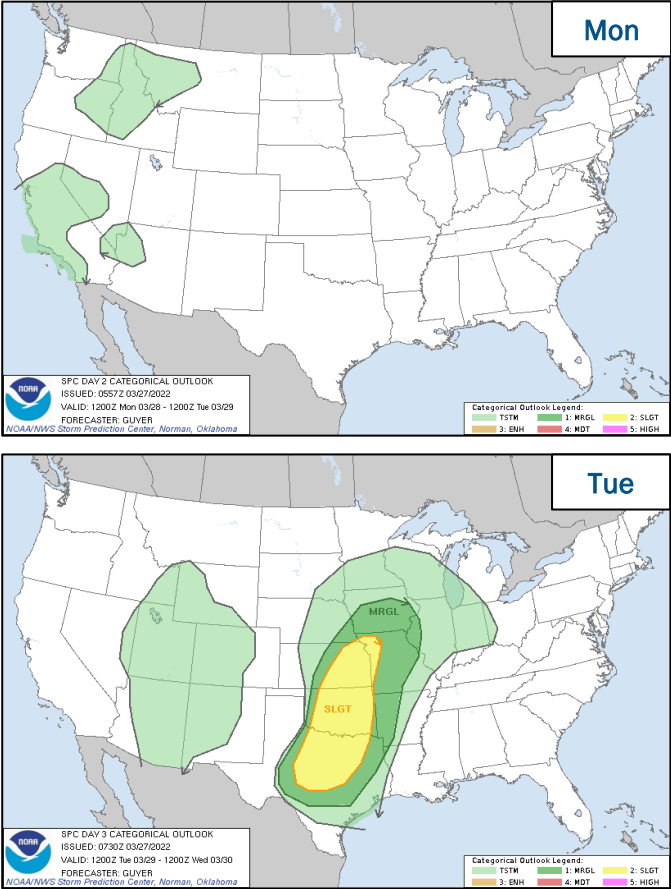 Mon
NOAA
SPC DAY 2 CATEGORICAL OUTLOOK
ISSUED: 0557Z 03/27/2022
VALID: 1200Z Mon 03/28 - 1200Z Tue 03/29
FORECASTER: GUYER
NOAA/NWS Storm Prediction Center, Norman, Oklahoma
Categorical Outlook Legend:
TSTM 1: MRGL 2: SLGT
3: ENH 4: MDT 5: HIGH
Tue
MRGL
SLGT
NOAA
SPC DAY 3 CATEGORICAL OUTLOOK
ISSUED: 0730Z 03/27/2022
VALID: 1200Z Tue 03/29 - 1200Z Wed 03/30
FORECASTER: GUYER
NOAA/NWS Storm Prediction Center, Norman, Oklahoma
Categorical Outlook Legend:
TSTM 1: MRGL 2: SLGT
3: ENH 4: MDT 5: HIGH